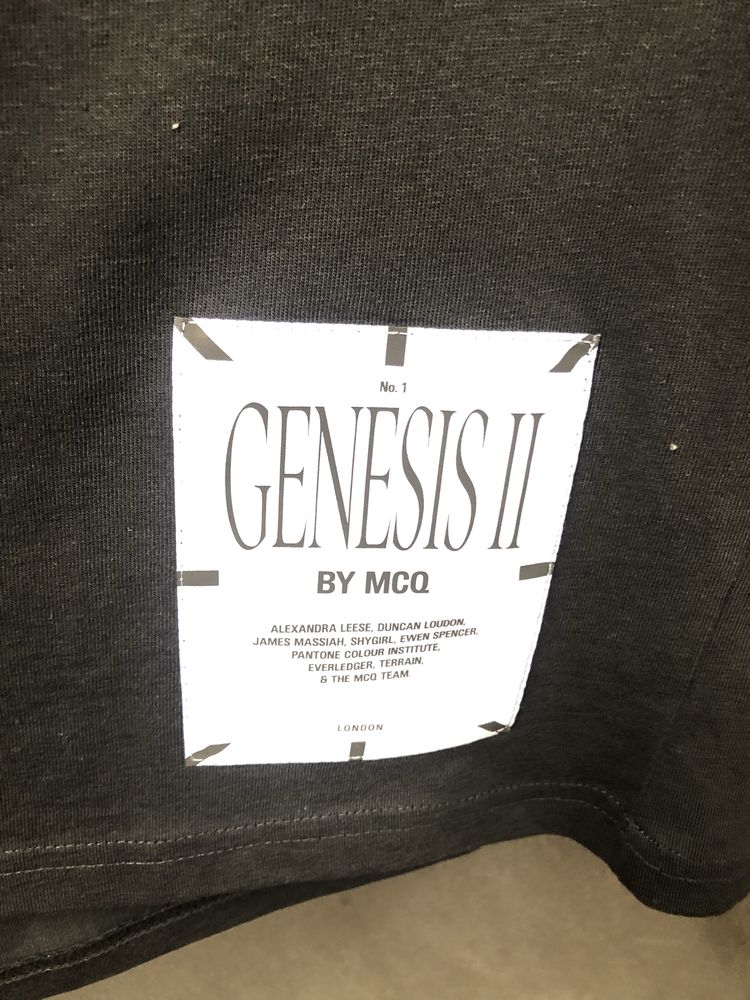 No. 1
GENESIS II
BY MCQ
ALEXANDRA LEESE, DUNCAN LOUDON,
JAMES MASSIAH, SHYGIRL, EWEN SPENCER,
PANTONE COLOUR INSTITUTE,
EVERLEDGER, TERRAIN,
& THE MCQ TEAM.
LONDON